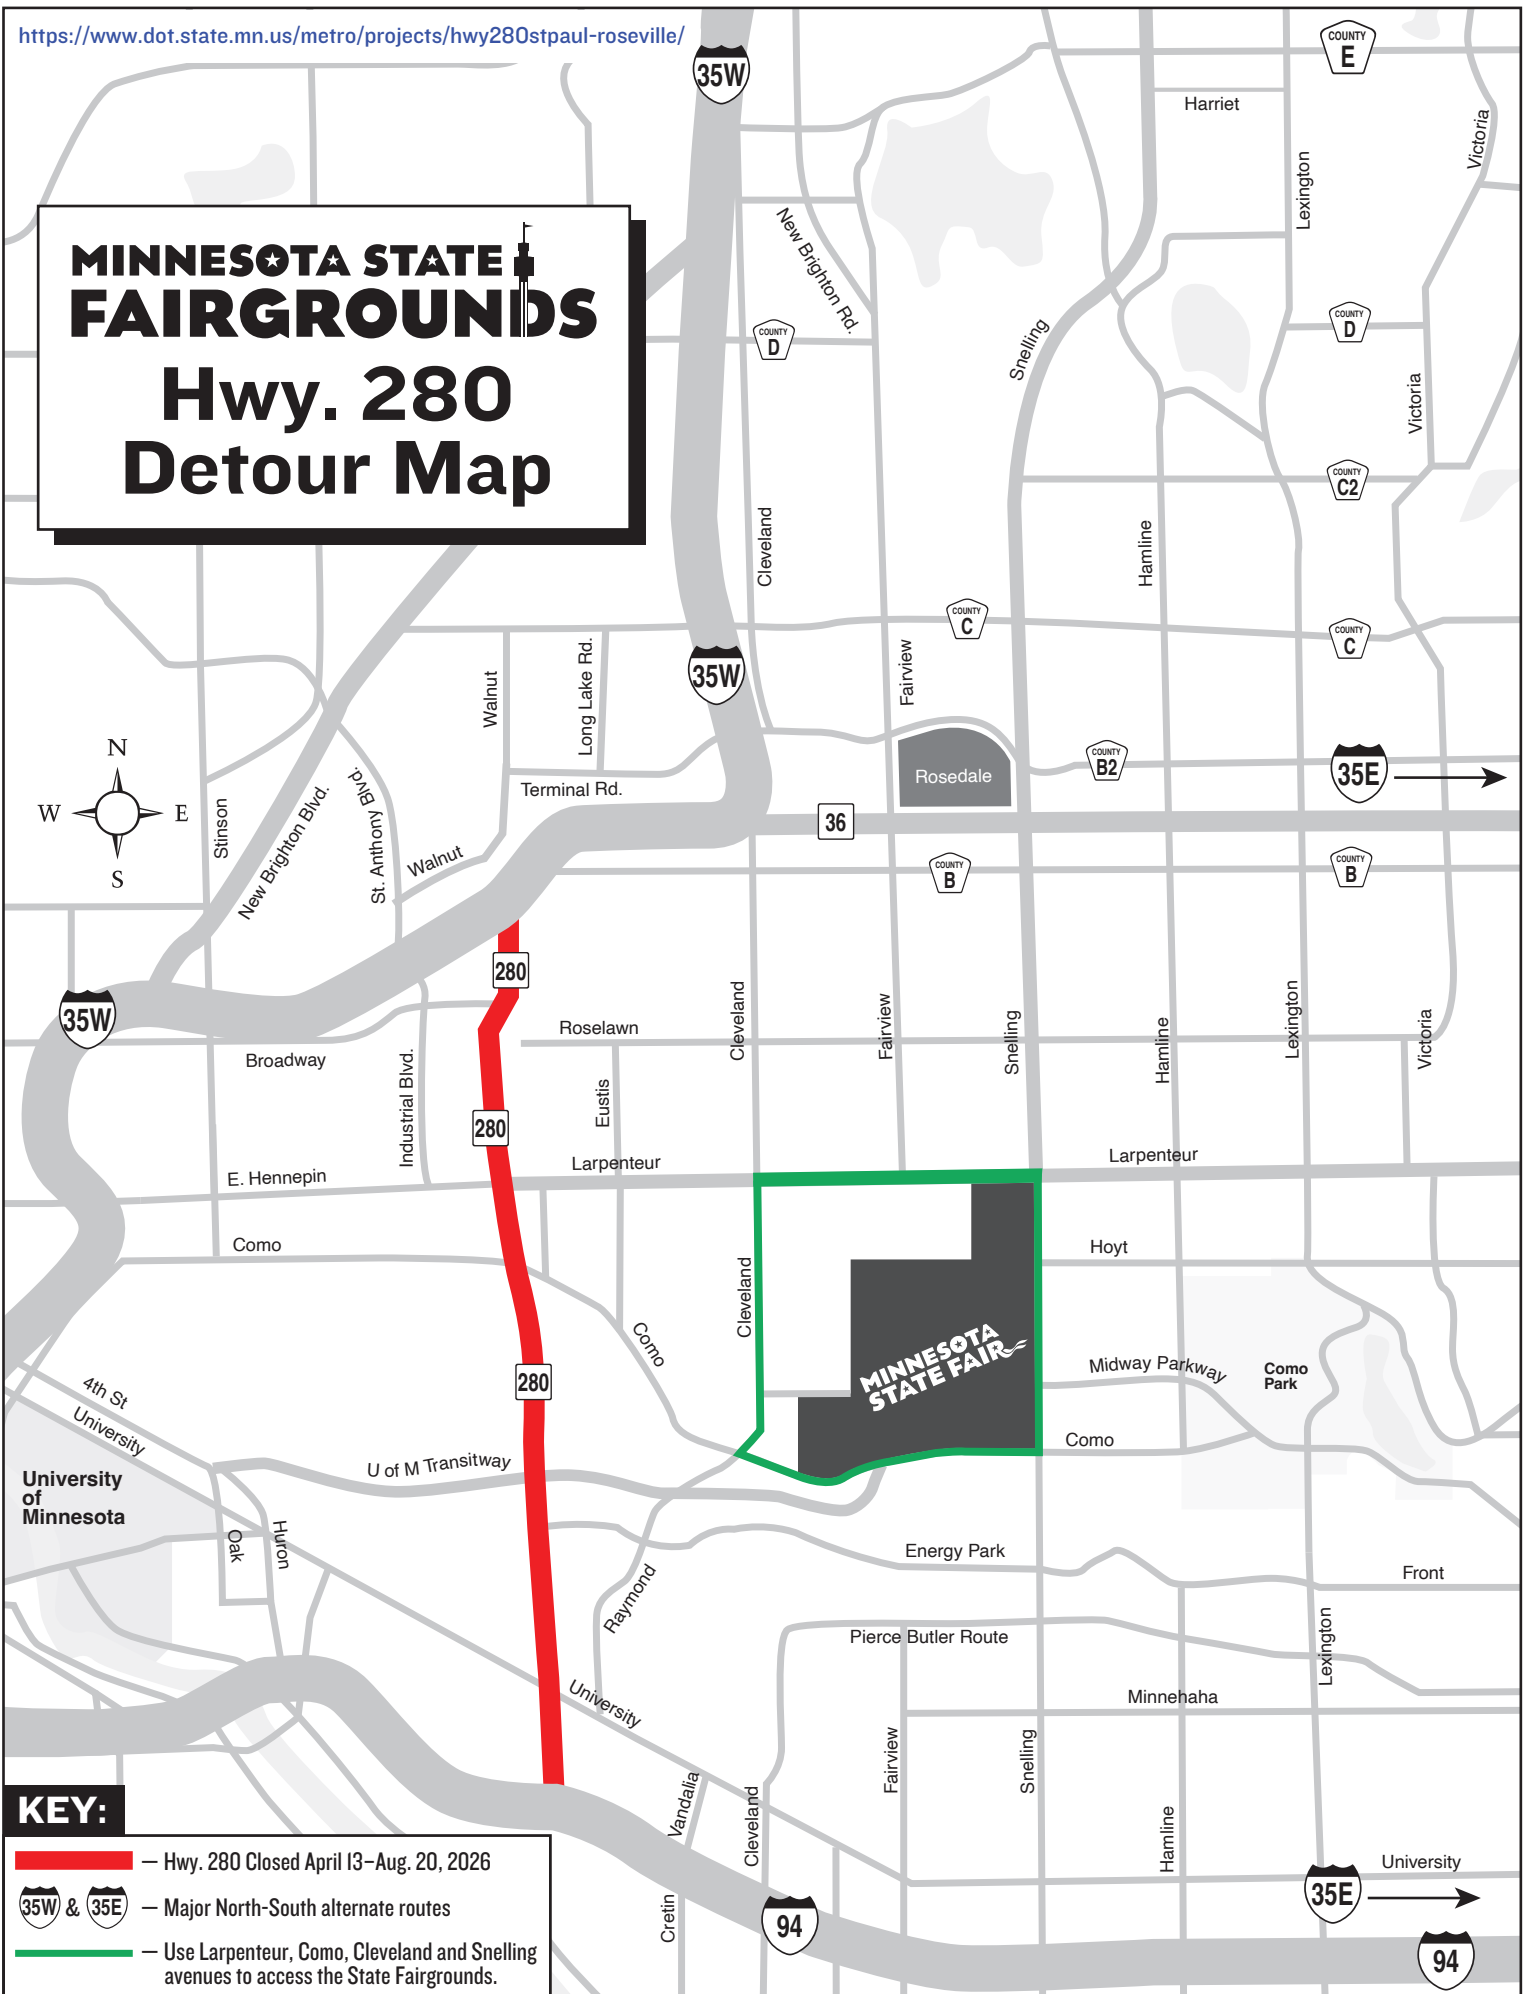 https://www.dot.state.mn.us/metro/projects/hwy280stpaul-roseville/
35W
COUNTY
E
Harriet
Victoria
Lexington
MINNESOTA STATE
FAIRGROUNDS
Hwy. 280
Detour Map
New Brighton Rd.
COUNTY
D
Snelling
COUNTY
D
Victoria
COUNTY
C2
Cleveland
Hamline
COUNTY
C
COUNTY
C
35W
Walnut
Long Lake Rd.
Fairview
N
W
E
S
Stinson
New Brighton Blvd.
St. Anthony Blvd.
Terminal Rd.
Walnut
Rosedale
COUNTY
B2
35E
36
COUNTY
B
COUNTY
B
280
35W
Broadway
Industrial Blvd.
Roselawn
Eustis
Cleveland
Fairview
Snelling
Hamline
Lexington
Victoria
280
E. Hennepin
Larpenteur
Larpenteur
Como
Cleveland
Hoyt
Como
MINNESOTA
STATE FAIR
Midway Parkway
Como
Park
280
4th St
University
Como
U of M Transitway
University
of
Minnesota
Oak
Huron
Energy Park
Front
Raymond
Pierce Butler Route
Lexington
University
Minnehaha
Fairview
Snelling
Vandalia
Cleveland
Hamline
University
35E
Cretin
94
94
KEY:
– Hwy. 280 Closed April 13–Aug. 20, 2026
35W & 35E – Major North-South alternate routes
– Use Larpenteur, Como, Cleveland and Snelling
avenues to access the State Fairgrounds.